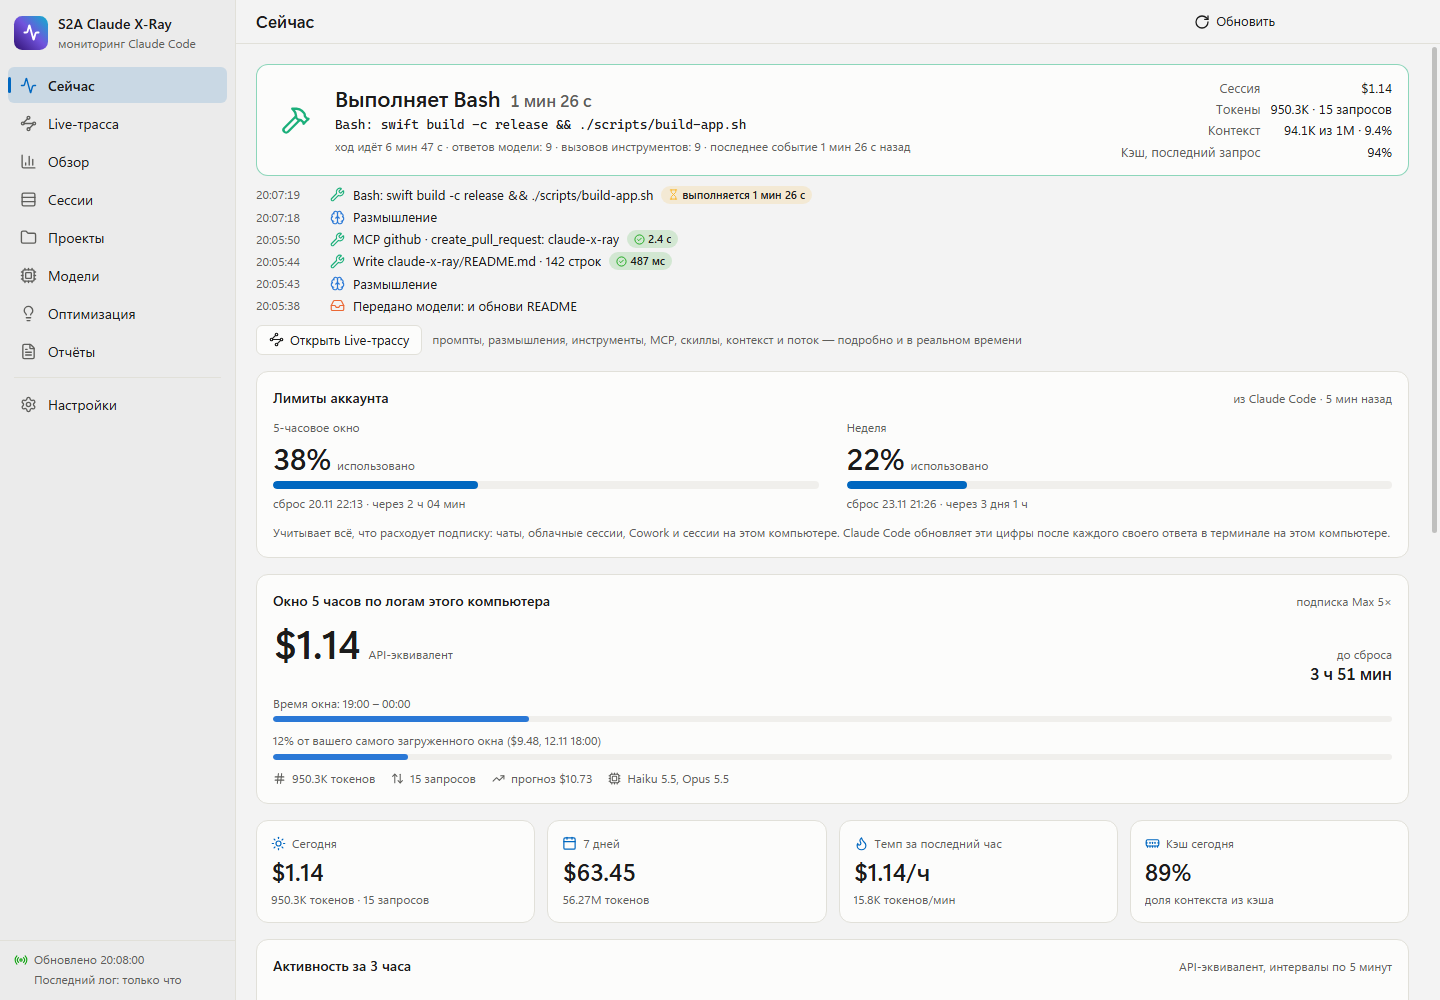 S2A Claude X-Ray
мониторинг Claude Code
Сейчас
Live-трасса
Обзор
Сессии
Проекты
Модели
Оптимизация
Отчёты
Настройки
Обновлено 20:08:00
Последний лог: только что
Сейчас
Обновить
Выполняет Bash 1 мин 26 с
Bash: swift build -c release && ./scripts/build-app.sh
ход идёт 6 мин 47 с · ответов модели: 9 · вызовов инструментов: 9 · последнее событие 1 мин 26 с назад
Сессия $1.14
Токены 950.3K · 15 запросов
Контекст 94.1K из 1M · 9.4%
Кэш, последний запрос 94%
20:07:19 Bash: swift build -c release && ./scripts/build-app.sh выполняется 1 мин 26 с
20:07:18 Размышление
20:05:50 MCP github · create_pull_request: claude-x-ray 2.4 с
20:05:44 Write claude-x-ray/README.md · 142 строк 487 мс
20:05:43 Размышление
20:05:38 Передано модели: и обнови README
Открыть Live-трассу промпты, размышления, инструменты, MCP, скиллы, контекст и поток — подробно и в реальном времени
Лимиты аккаунта из Claude Code · 5 мин назад
5-часовое окно
38% использовано
сброс 20.11 22:13 · через 2 ч 04 мин
Неделя
22% использовано
сброс 23.11 21:26 · через 3 дня 1 ч
Учитывает всё, что расходует подписку: чаты, облачные сессии, Cowork и сессии на этом компьютере. Claude Code обновляет эти цифры после каждого своего ответа в терминале на этом компьютере.
Окно 5 часов по логам этого компьютера подписка Max 5×
$1.14 API-эквивалент
до сброса
3 ч 51 мин
Время окна: 19:00 – 00:00
12% от вашего самого загруженного окна ($9.48, 12.11 18:00)
950.3K токенов 15 запросов прогноз $10.73 Haiku 5.5, Opus 5.5
Сегодня
$1.14
950.3K токенов · 15 запросов
7 дней
$63.45
56.27M токенов
Темп за последний час
$1.14/ч
15.8K токенов/мин
Кэш сегодня
89%
доля контекста из кэша
Активность за 3 часа API-эквивалент, интервалы по 5 минут